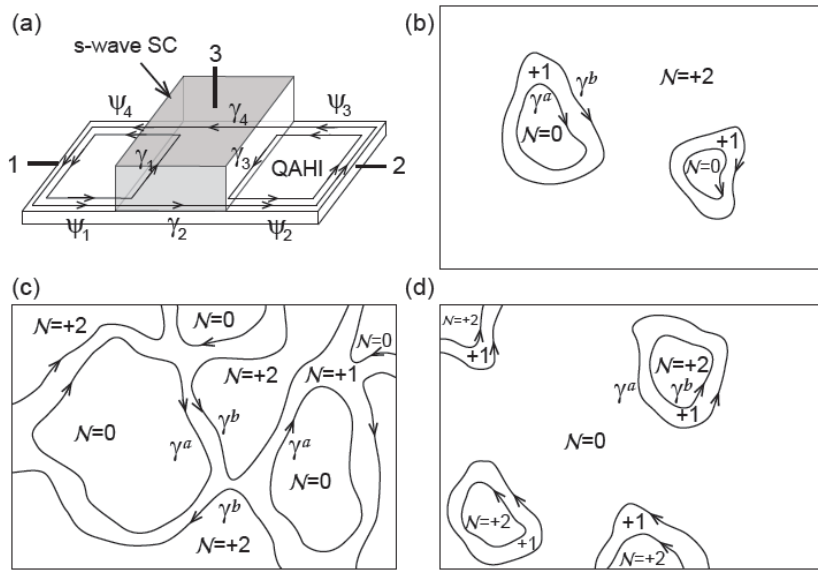 (a)
s-wave SC
3
ψ4
γ4
ψ3
1
γ1
γ3
QAHI
2
ψ1
γ2
ψ2
(b)
+1
γᵇ
𝒩=+2
γᵃ
𝒩=0
+1
𝒩=0
(c)
𝒩=+2
𝒩=0
𝒩=0
𝒩=+2
𝒩=+1
𝒩=0
γᵃ
γᵇ
γᵃ
𝒩=0
γᵇ
𝒩=+2
(d)
𝒩=+2
+1
𝒩=+2
γᵃ
γᵇ
+1
𝒩=0
𝒩=+2
+1
+1
𝒩=+2